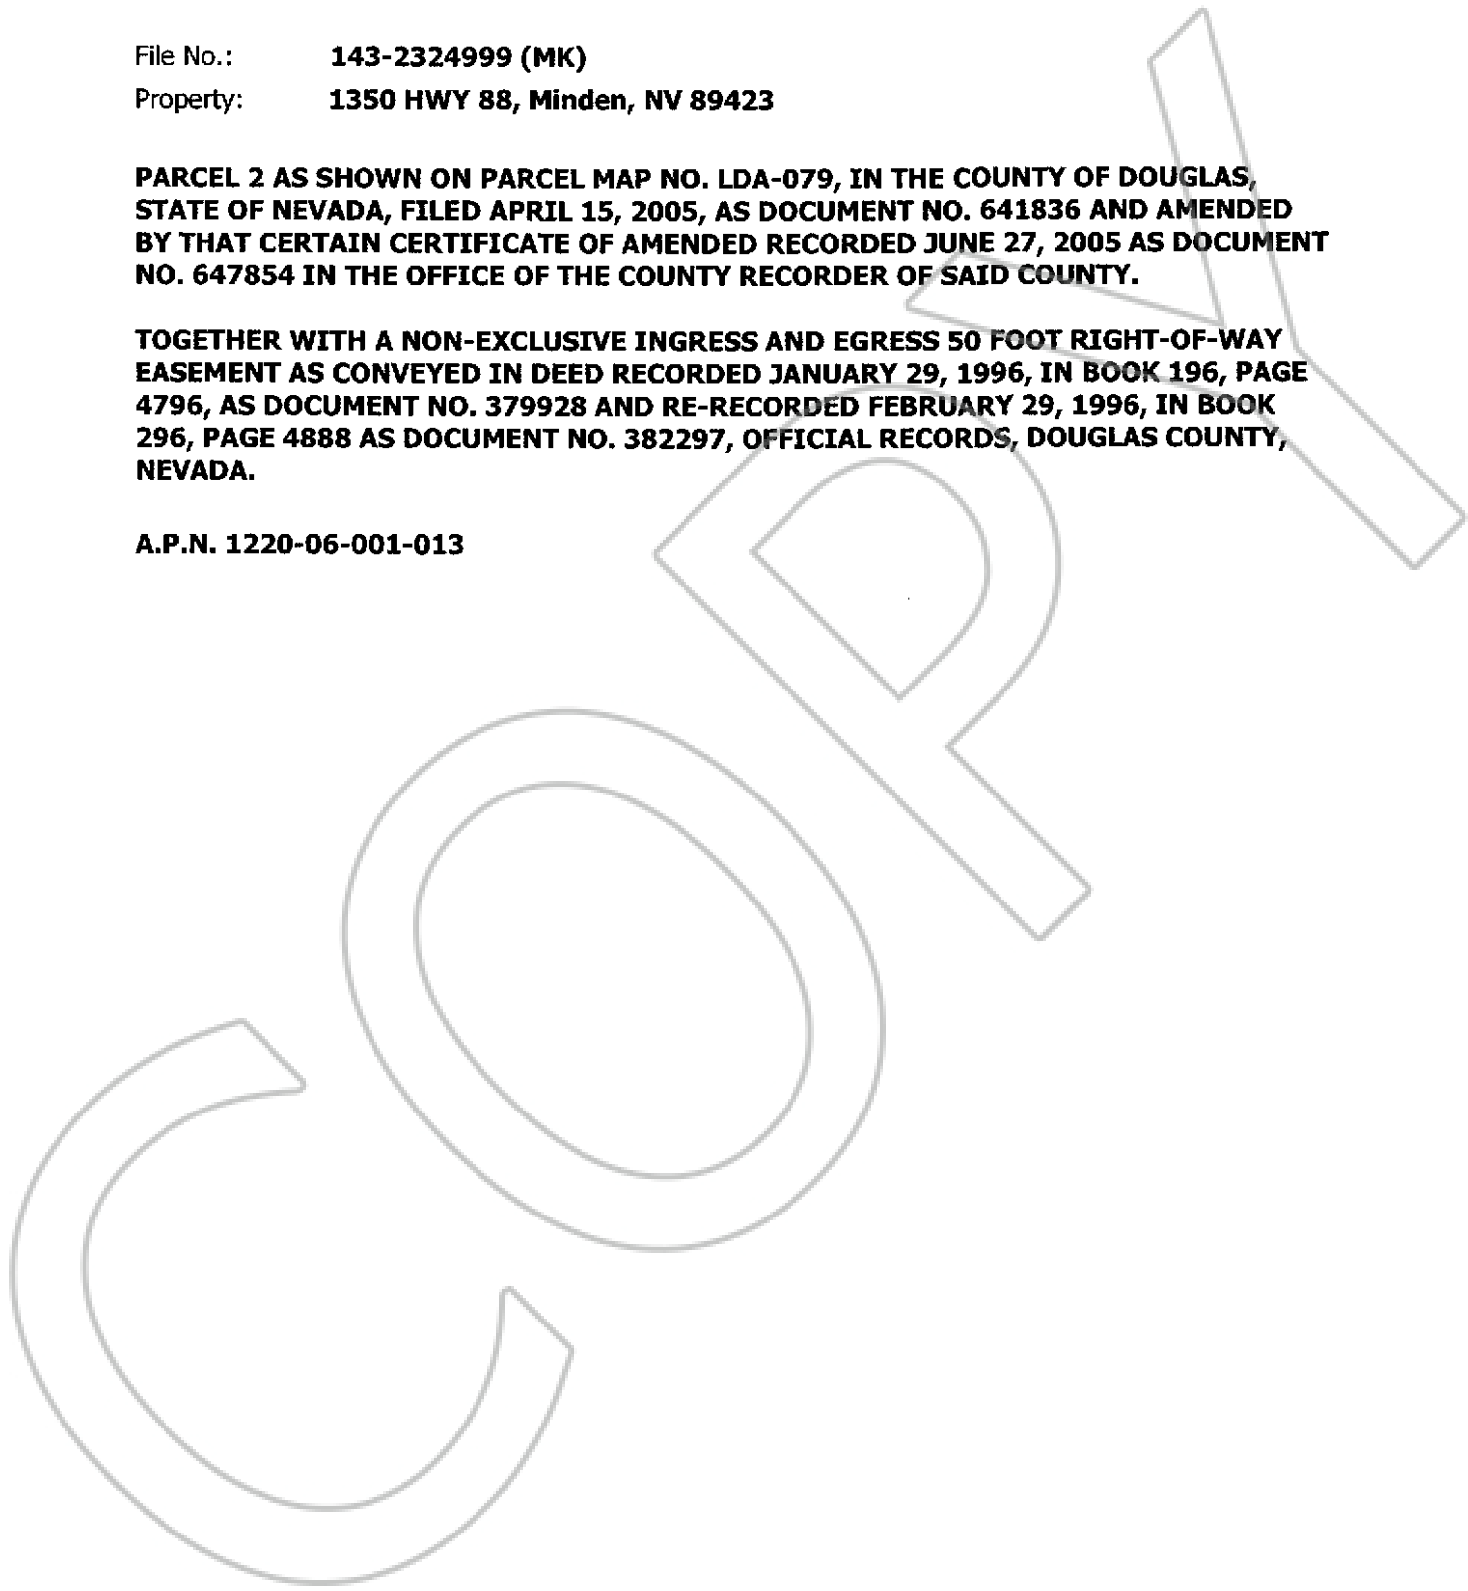 File No.: 143-2324999 (MK)
Property: 1350 HWY 88, Minden, NV 89423
PARCEL 2 AS SHOWN ON PARCEL MAP NO. LDA-079, IN THE COUNTY OF DOUGLAS,
STATE OF NEVADA, FILED APRIL 15, 2005, AS DOCUMENT NO. 641836 AND AMENDED
BY THAT CERTAIN CERTIFICATE OF AMENDED RECORDED JUNE 27, 2005 AS DOCUMENT
NO. 647854 IN THE OFFICE OF THE COUNTY RECORDER OF SAID COUNTY.
TOGETHER WITH A NON-EXCLUSIVE INGRESS AND EGRESS 50 FOOT RIGHT-OF-WAY
EASEMENT AS CONVEYED IN DEED RECORDED JANUARY 29, 1996, IN BOOK 196, PAGE
4796, AS DOCUMENT NO. 379928 AND RE-RECORDED FEBRUARY 29, 1996, IN BOOK
296, PAGE 4888 AS DOCUMENT NO. 382297, OFFICIAL RECORDS, DOUGLAS COUNTY,
NEVADA.
A.P.N. 1220-06-001-013
COPY